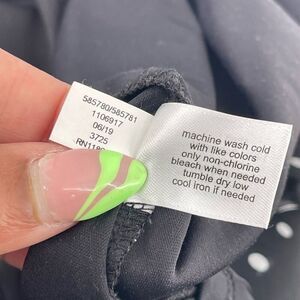 585780/585781
1106917
06/19
3725
machine wash cold
with like colors
only non-chlorine
bleach when needed
tumble dry low
cool iron if needed